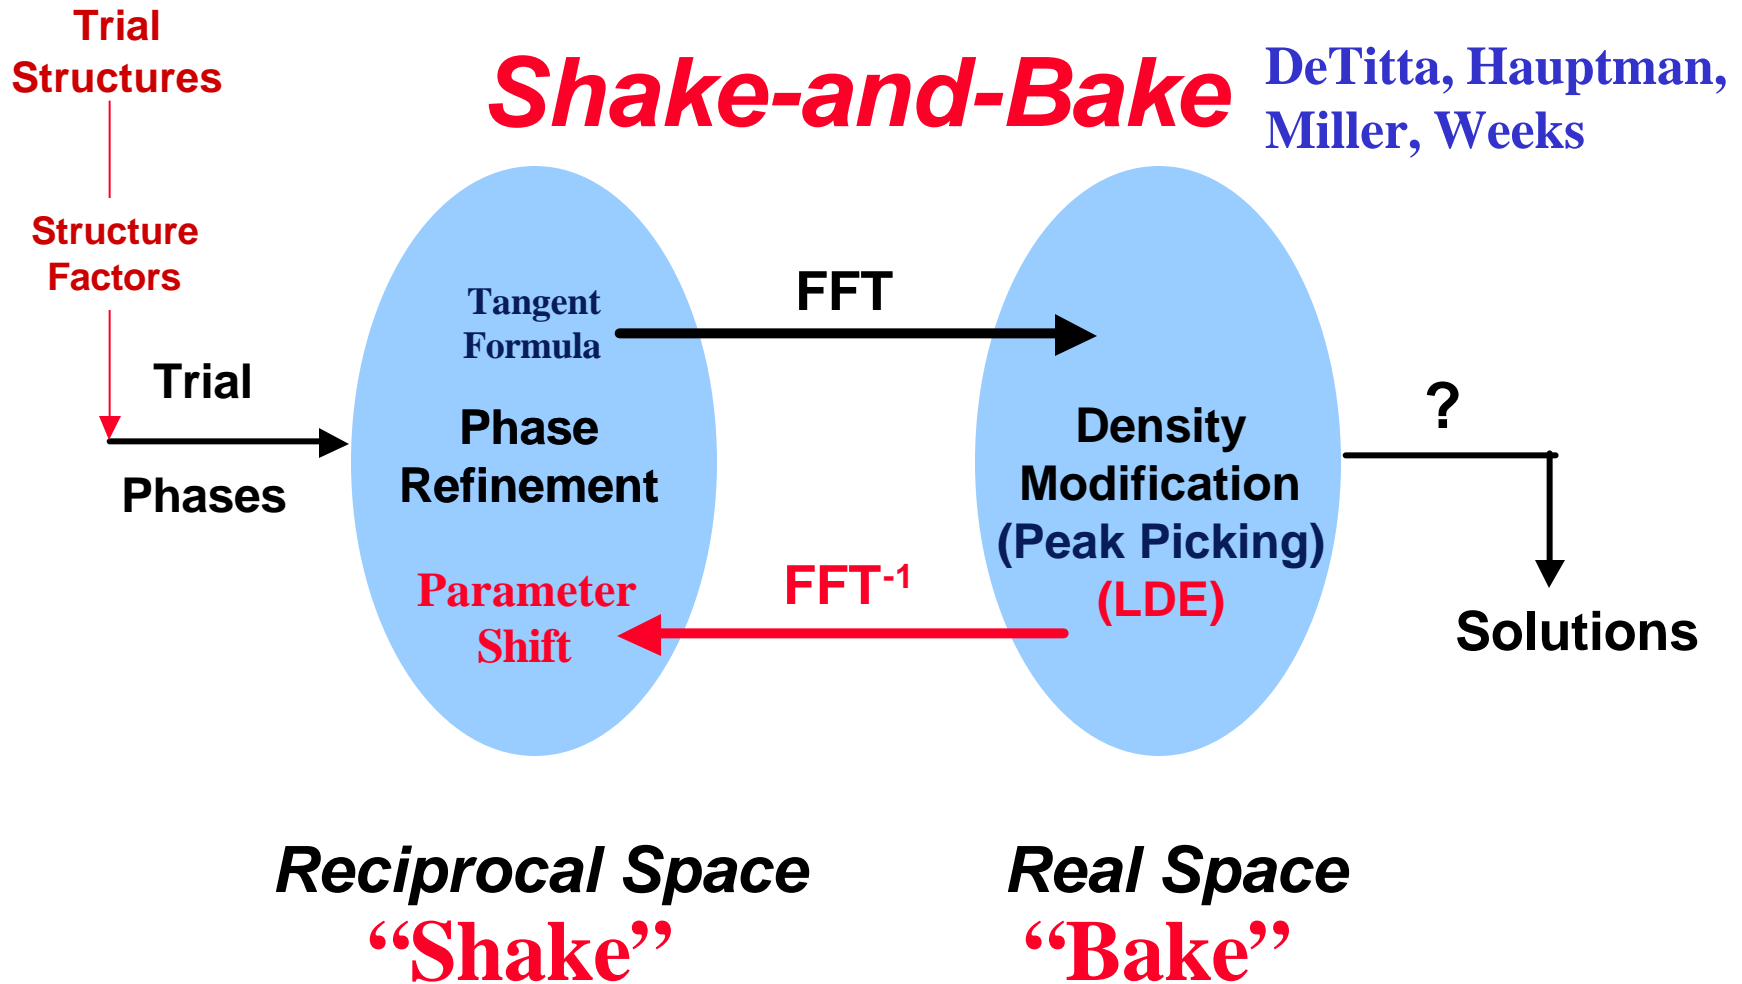 Trial
Structures
Shake-and-Bake
DeTitta, Hauptman,
Miller, Weeks
Structure
Factors
Trial
Phases
Tangent
Formula
Phase
Refinement
Parameter
Shift
FFT
FFT-1
Density
Modification
(Peak Picking)
(LDE)
?
Solutions
Reciprocal Space
“Shake”
Real Space
“Bake”